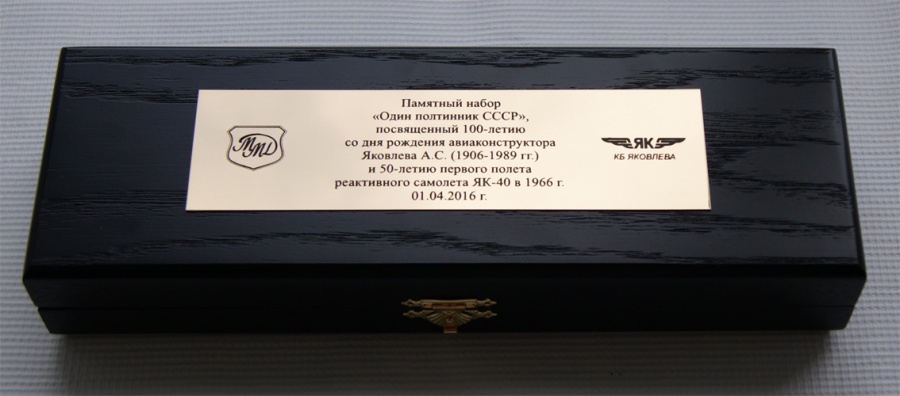 ММД
Памятный набор
«Один полтинник СССР»,
посвященный 100-летию
со дня рождения авиаконструктора
Яковлева А.С. (1906-1989 гг.)
и 50-летию первого полета
реактивного самолета ЯК-40 в 1966 г.
01.04.2016 г.
ЯК
КБ ЯКОВЛЕВА